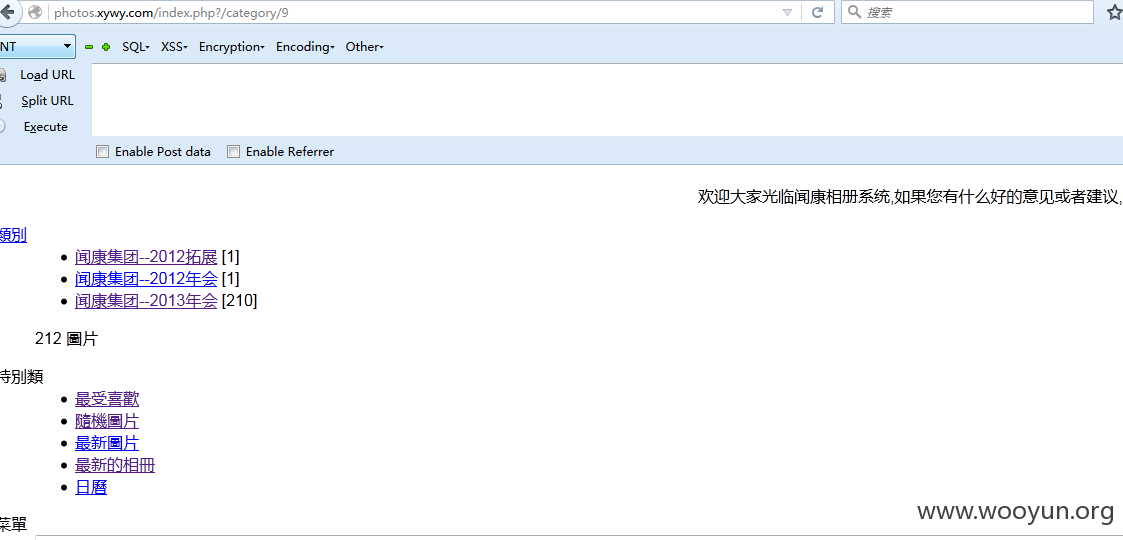 photos.xywy.com/index.php?/category/9
搜索
NT
SQL
XSS
Encryption
Encoding
Other
Load URL
Split URL
Execute
Enable Post data
Enable Referrer
欢迎大家光临闻康相册系统,如果您有什么好的意见或者建议,
類別
闻康集团--2012拓展 [1]
闻康集团--2012年会 [1]
闻康集团--2013年会 [210]
212 圖片
特別類
最受喜歡
隨機圖片
最新圖片
最新的相冊
日曆
www.wooyun.org
菜單